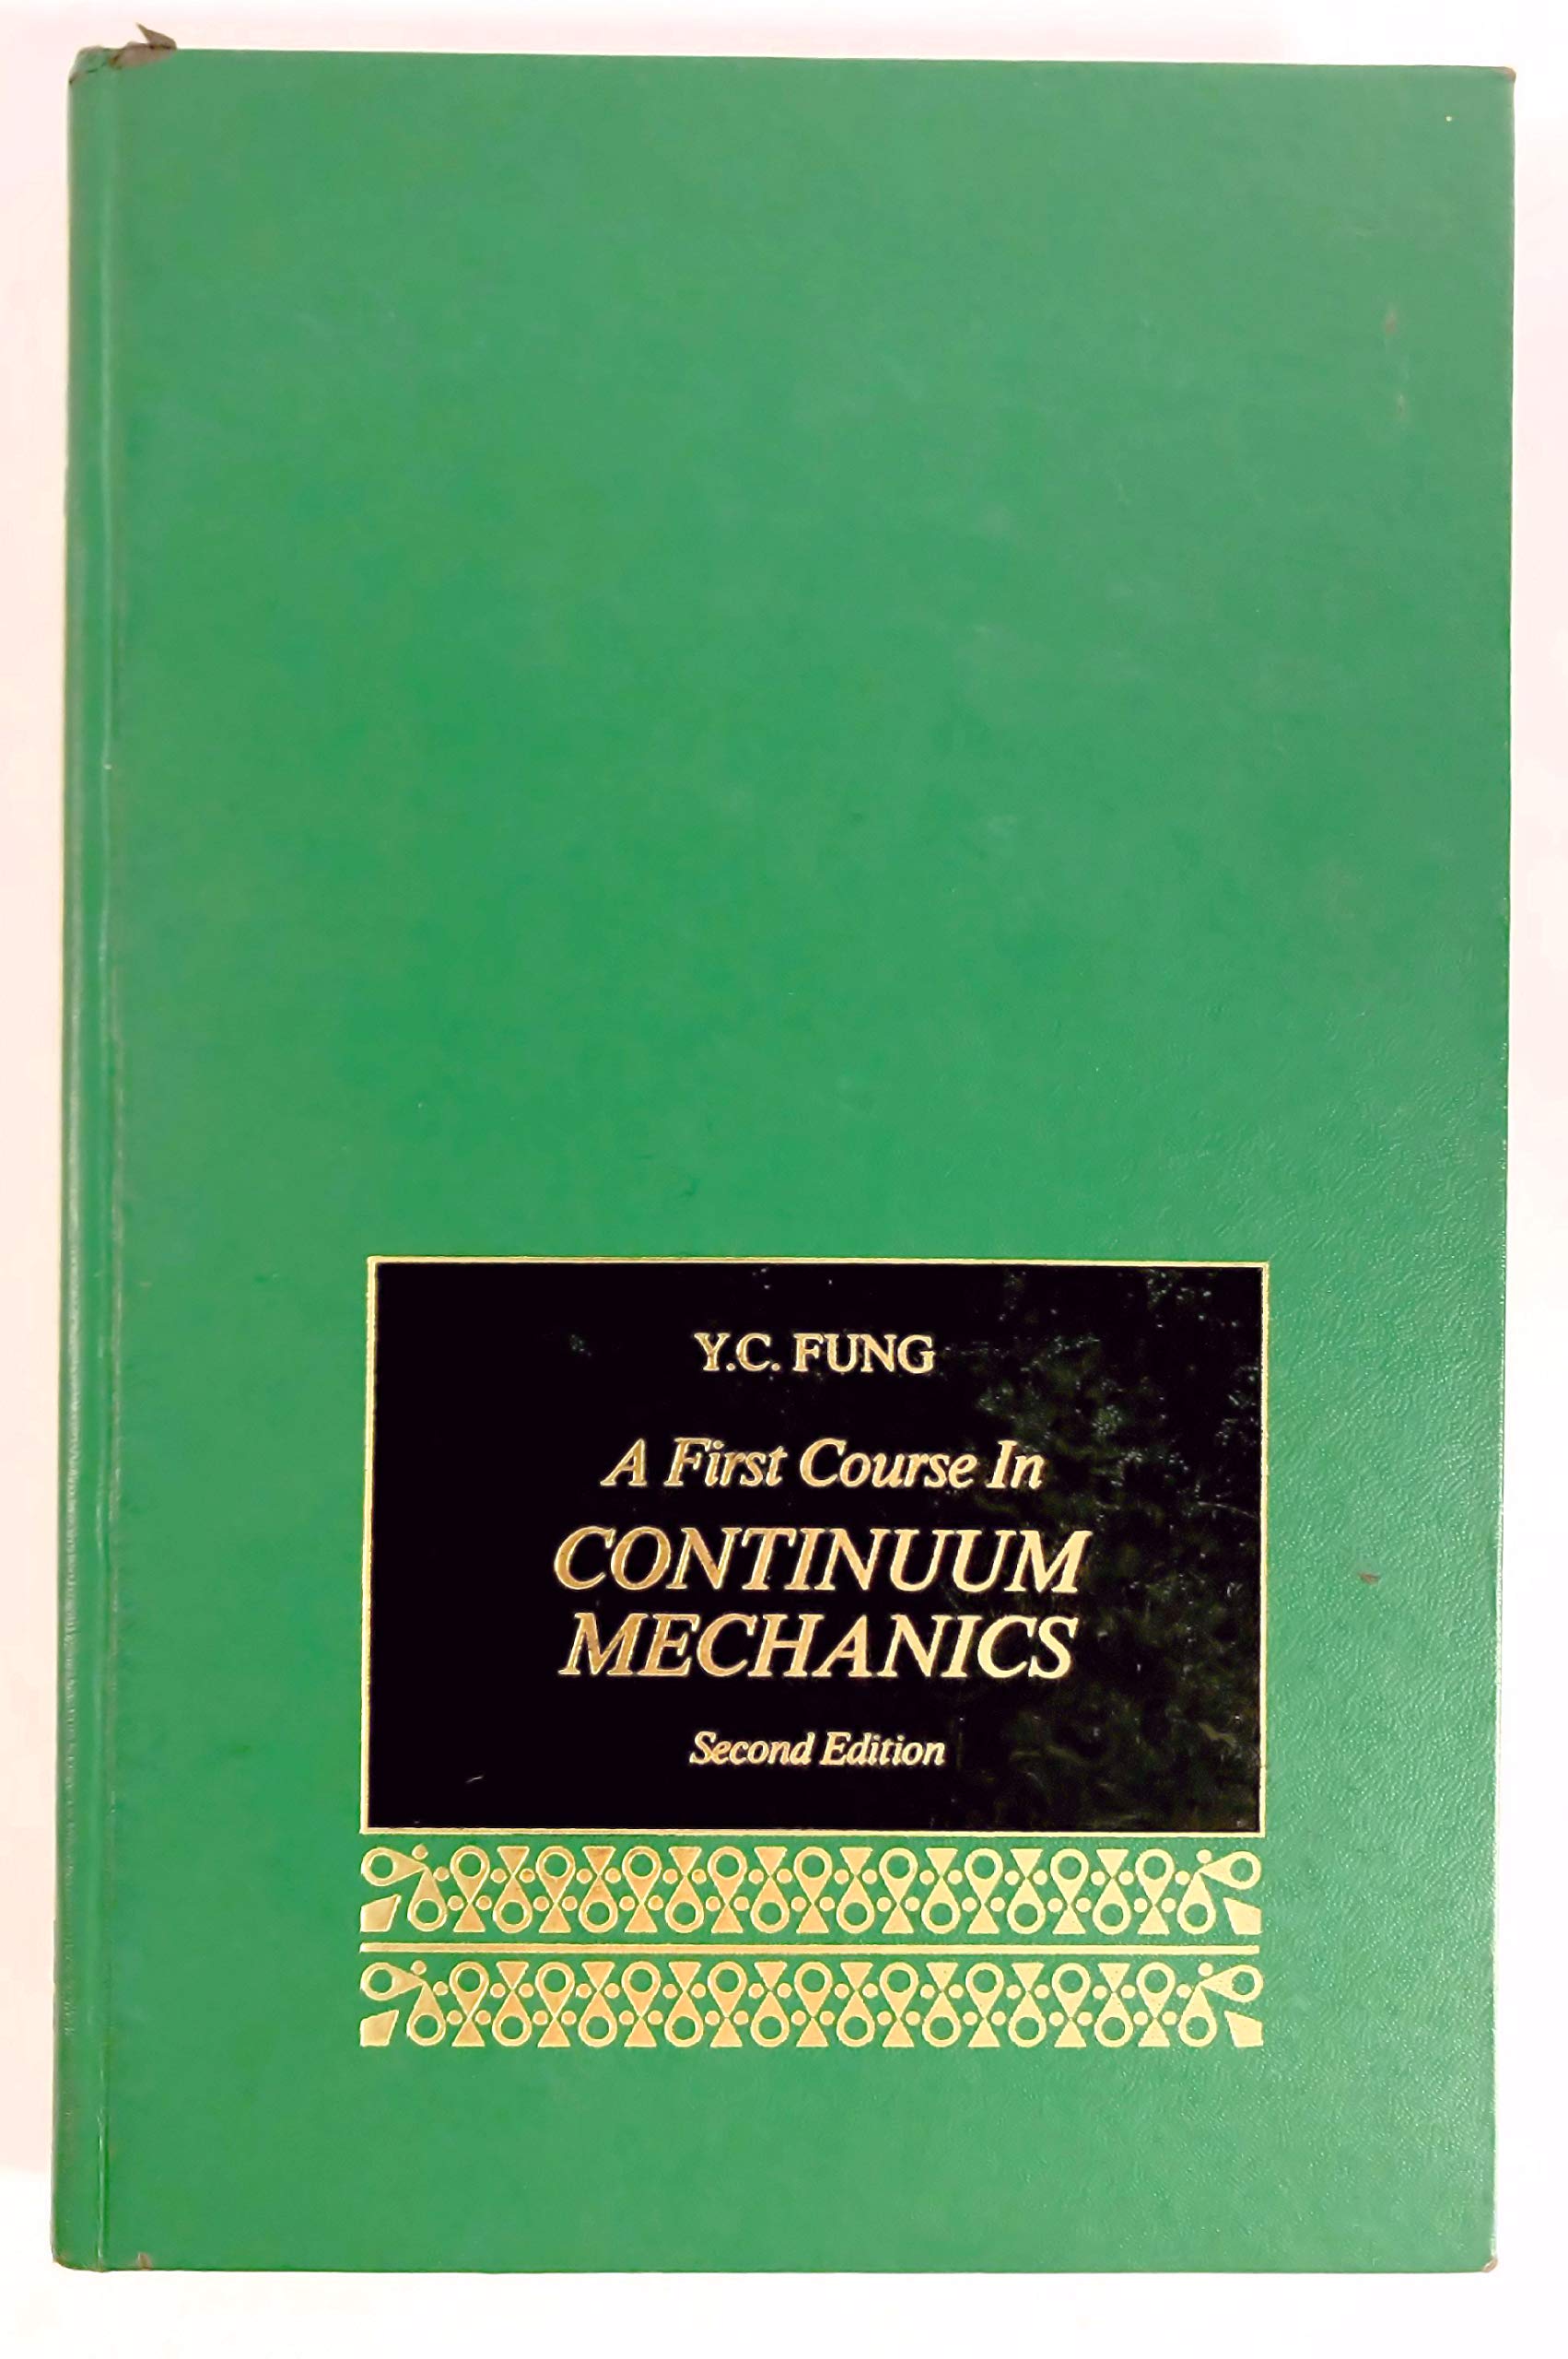 Y.C. FUNG
A First Course In
CONTINUUM
MECHANICS
Second Edition